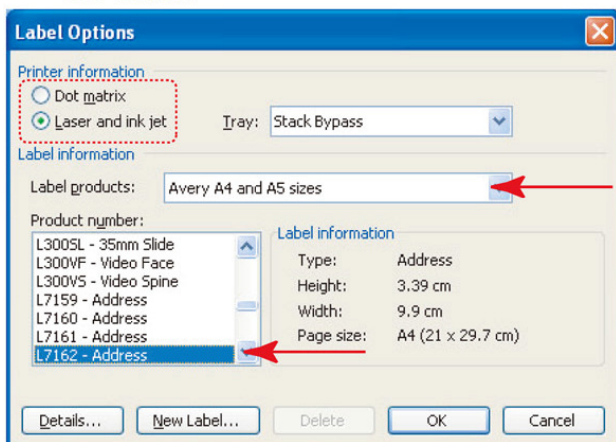 Label Options
Printer information
Dot matrix
Laser and ink jet
Tray: Stack Bypass
Label information
Label products: Avery A4 and A5 sizes
Product number:
L300SL - 35mm Slide
L300VF - Video Face
L300VS - Video Spine
L7159 - Address
L7160 - Address
L7161 - Address
L7162 - Address
Label information
Type: Address
Height: 3.39 cm
Width: 9.9 cm
Page size: A4 (21 x 29.7 cm)
Details... New Label... Delete OK Cancel